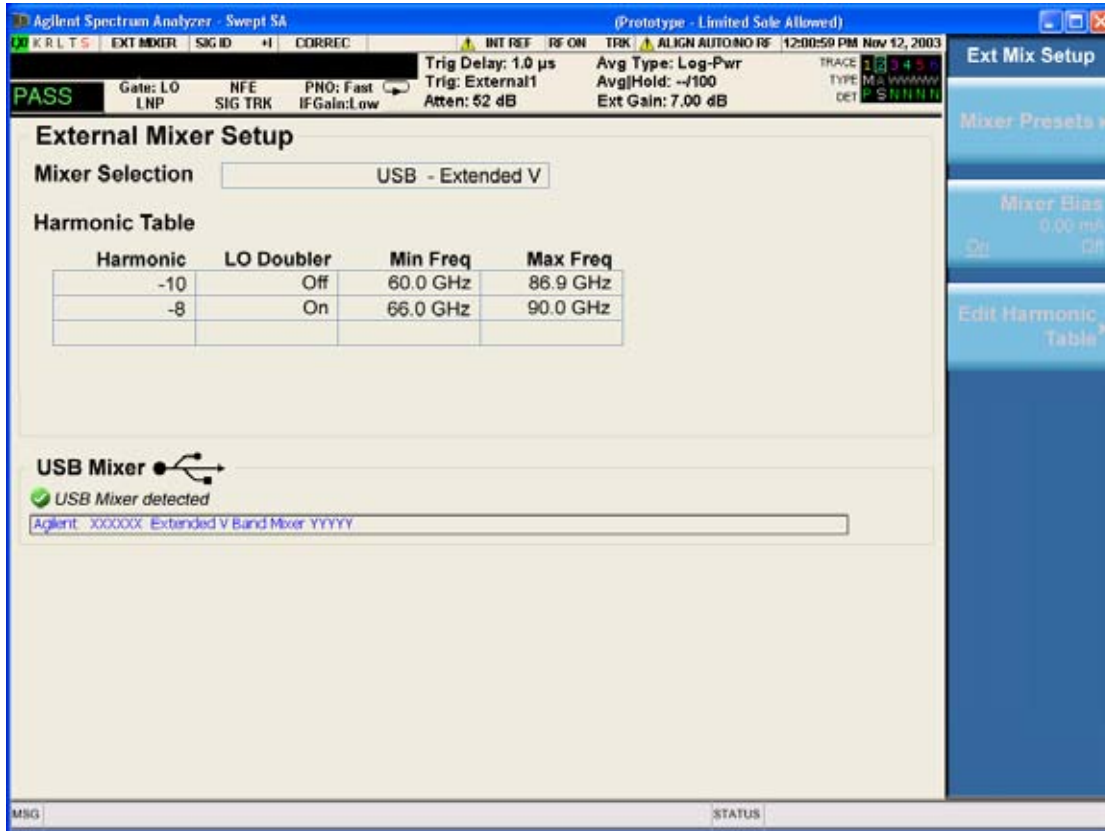 Agilent Spectrum Analyzer - Swept SA (Prototype - Limited Sale Allowed)
K R L T S EXT MIXER SIG ID +I CORREC INT REF RF ON TRK ALIGN AUTO/NO RF 12:00:59 PM Nov 12, 2003
PASS
Gate: LO
LNP
NFE
SIG TRK
PNO: Fast
IFGain:Low
Trig Delay: 1.0 µs
Trig: External1
Atten: 52 dB
Avg Type: Log-Pwr
Avg|Hold: --/100
Ext Gain: 7.00 dB
TRACE 1 2 3 4 5 6
TYPE M A W W W W
DET P S N N N N
Ext Mix Setup
Mixer Presets
Mixer Bias
0.00 mA
On Off
Edit Harmonic
Table
External Mixer Setup
Mixer Selection USB - Extended V
Harmonic Table
Harmonic LO Doubler Min Freq Max Freq
-10 Off 60.0 GHz 86.9 GHz
-8 On 66.0 GHz 90.0 GHz
USB Mixer
USB Mixer detected
Agilent XXXXXX Extended V Band Mixer YYYYY
MSG STATUS